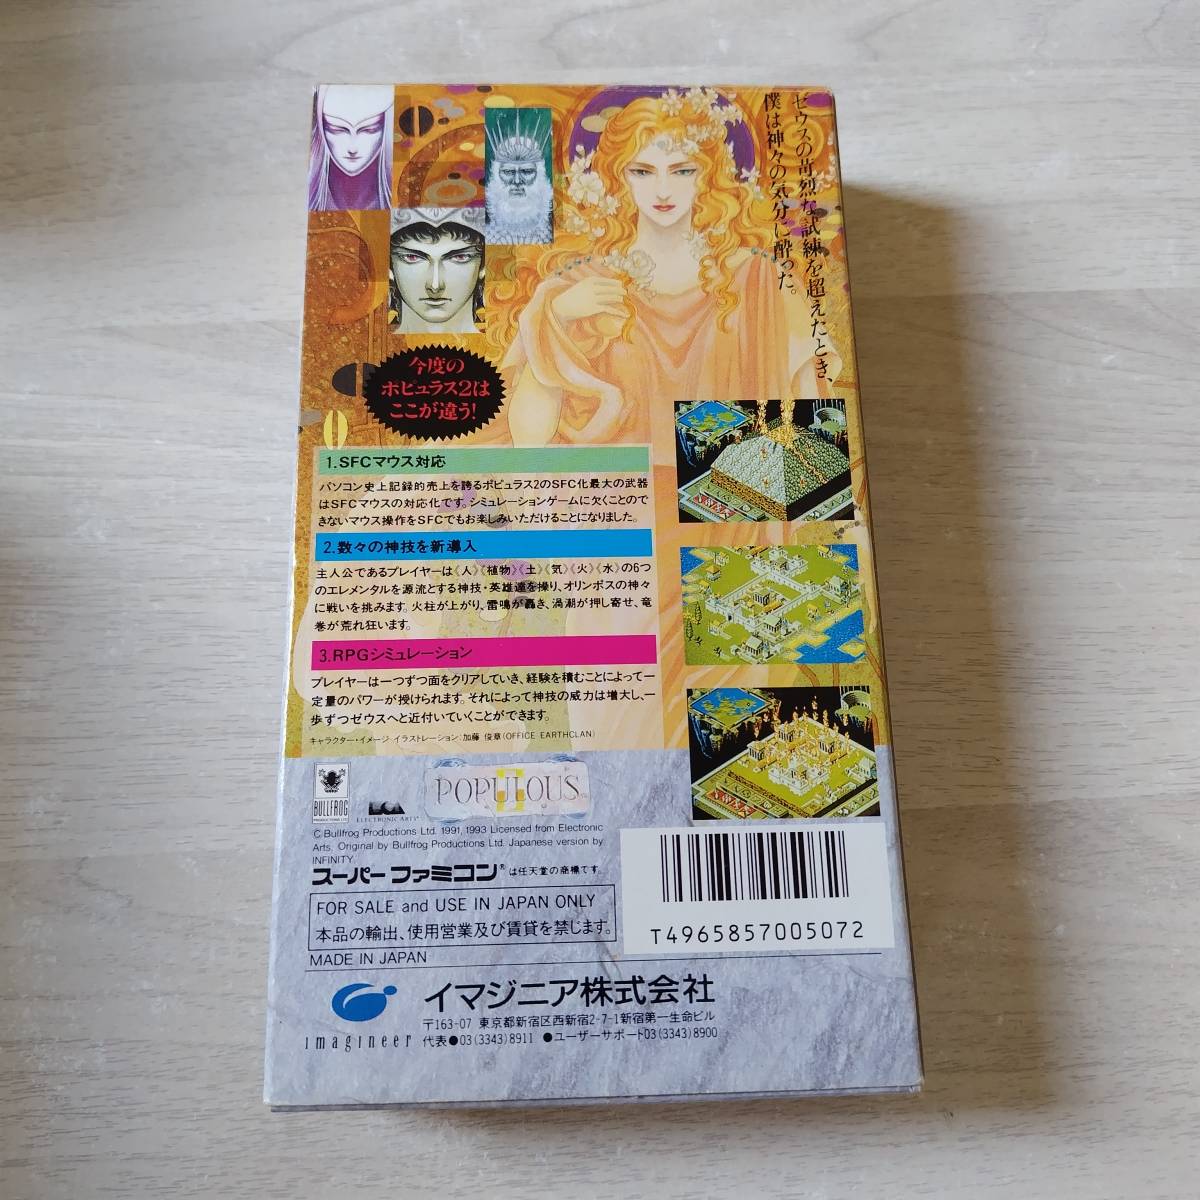 ゼウスの苛烈な試練を超えたとき、
僕は神々の気分に酔った。
今度の
ポピュラス2は
ここが違う!
1.SFCマウス対応
パソコン史上記録的売上を誇るポピュラス2のSFC化最大の武器
はSFCマウスの対応化です。シミュレーションゲームに欠くことので
きないマウス操作をSFCでもお楽しみいただけることになりました。
2.数々の神技を新導入
主人公であるプレイヤーは〈人〉〈植物〉〈土〉〈気〉〈火〉〈水〉の6つ
のエレメンタルを源流とする神技・英雄達を操り、オリンポスの神々
に戦いを挑みます。火柱が上がり、雷鳴が轟き、渦潮が押し寄せ、竜
巻が荒れ狂います。
3.RPGシミュレーション
プレイヤーは一つずつ面をクリアしていき、経験を積むことによって一
定量のパワーが授けられます。それによって神技の威力は増大し、一
歩ずつゼウスへと近付いていくことができます。
キャラクター・イメージ イラストレーション:加藤 俊章(OFFICE EARTHCLAN)
BULLFROG
PRODUCTIONS LTD
ELECTRONIC ARTS®
POPULOUS II
© Bullfrog Productions Ltd. 1991, 1993 Licensed from Electronic
Arts. Original by Bullfrog Productions Ltd. Japanese version by
INFINITY.
スーパーファミコン®は任天堂の商標です。
FOR SALE and USE IN JAPAN ONLY
本品の輸出、使用営業及び賃貸を禁じます。
MADE IN JAPAN
T4965857005072
imagineer
イマジニア株式会社
〒163-07 東京都新宿区西新宿2-7-1新宿第一生命ビル
代表●03(3343)8911 ●ユーザーサポート03(3343)8900